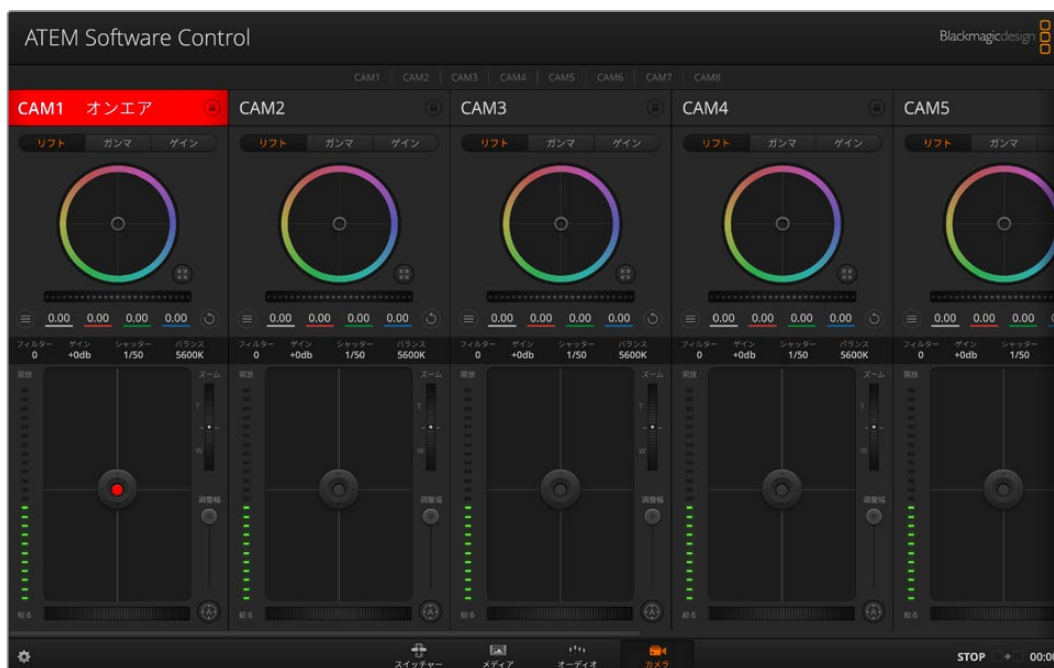 ATEM Software Control
Blackmagicdesign
CAM1 CAM2 CAM3 CAM4 CAM5 CAM6 CAM7 CAM8
CAM1 オンエア CAM2 CAM3 CAM4 CAM5
リフト ガンマ ゲイン リフト ガンマ ゲイン リフト ガンマ ゲイン リフト ガンマ ゲイン リフト ガンマ
0.00 0.00 0.00 0.00 0.00 0.00 0.00 0.00 0.00 0.00 0.00 0.00 0.00 0.00 0.00 0.00 0.00 0.00 0.00
フィルター ゲイン シャッター バランス フィルター ゲイン シャッター バランス フィルター ゲイン シャッター バランス フィルター ゲイン シャッター バランス フィルター ゲイン シャッター
0 +0db 1/50 5600K 0 +0db 1/50 5600K 0 +0db 1/50 5600K 0 +0db 1/50 5600K 0 +0db 1/50
開放 ズーム 開放 ズーム 開放 ズーム 開放 ズーム 開放
T T T T
W W W W
調整幅 調整幅 調整幅 調整幅
絞る A 絞る A 絞る A 絞る A 絞る
スイッチャー メディア オーディオ カメラ
STOP 00:00